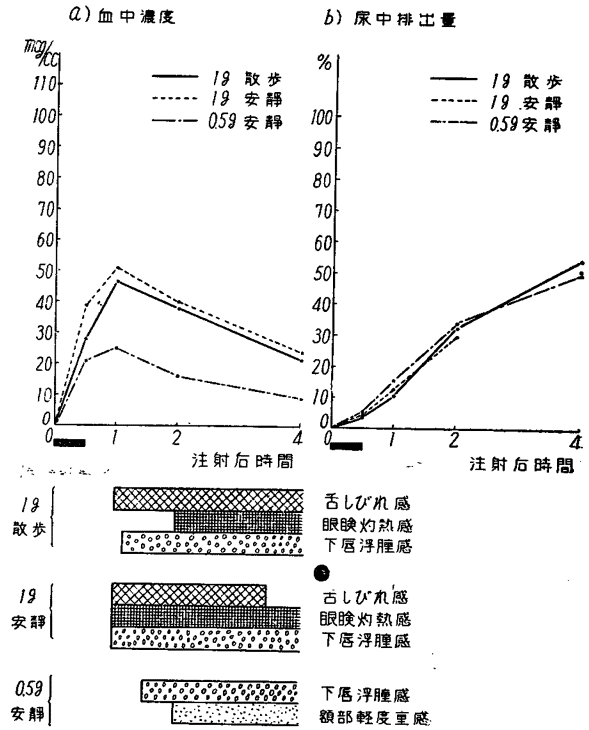 a) 血中濃度
b) 尿中排出量
mcg/cc
110
100
90
80
70
60
50
40
30
20
10
0
1g 散歩
1g 安静
0.5g 安静
0 1 2 4
注射后時間
%
100
90
80
70
60
50
40
30
20
10
0
1g 散歩
1g 安静
0.5g 安静
0 1 2 4
注射后時間
1g
散歩
舌しびれ感
眼瞼灼熱感
下唇浮腫感
1g
安静
舌しびれ感
眼瞼灼熱感
下唇浮腫感
0.5g
安静
下唇浮腫感
額部軽度重感